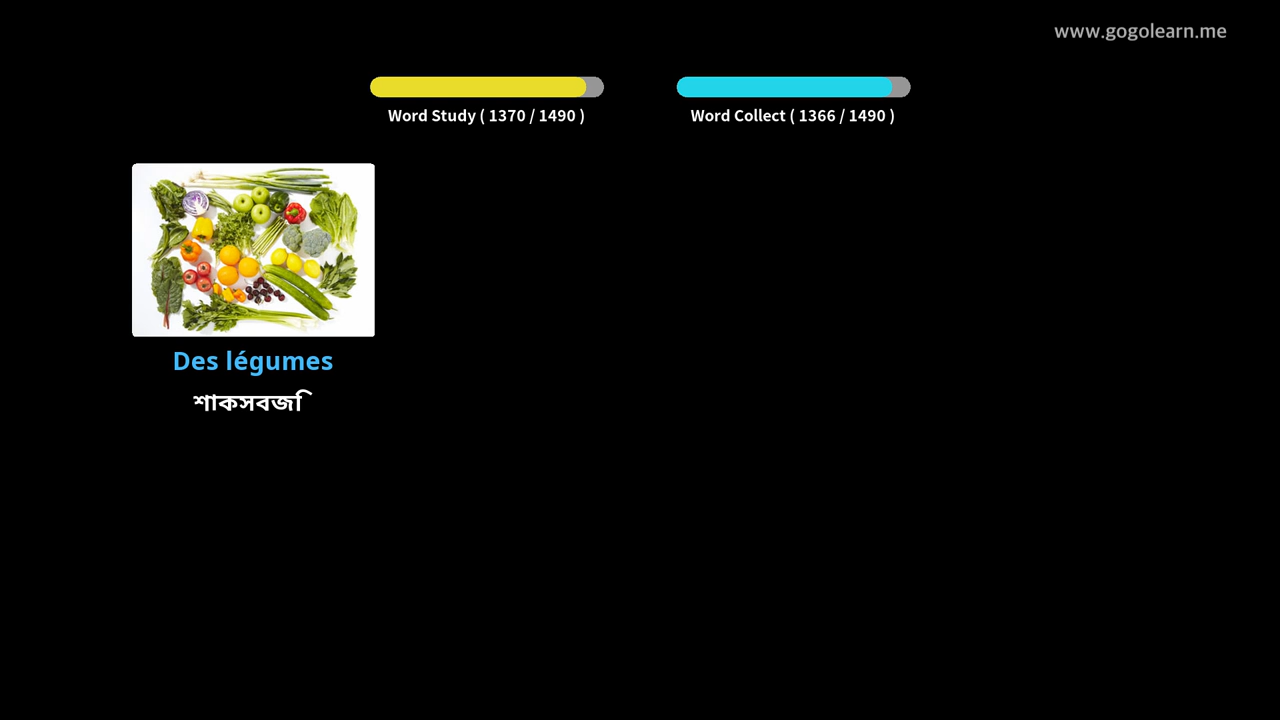 www.gogolearn.me
Word Study ( 1370 / 1490 )
Word Collect ( 1366 / 1490 )
Des légumes
শাকসবজি